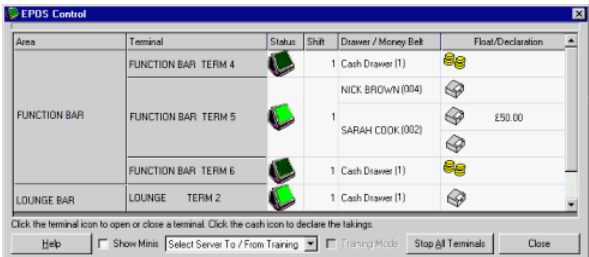 EPOS Control
Area Terminal Status Shift Drawer / Money Belt Float/Declaration
FUNCTION BAR TERM 4 1 Cash Drawer (1)
NICK BROWN (004)
FUNCTION BAR FUNCTION BAR TERM 5 1 £50.00
SARAH COOK (002)
FUNCTION BAR TERM 6 1 Cash Drawer (1)
LOUNGE BAR LOUNGE TERM 2 1 Cash Drawer (1)
Click the terminal icon to open or close a terminal. Click the cash icon to declare the takings.
Help Show Minis Select Server To / From Training Training Mode Stop All Terminals Close